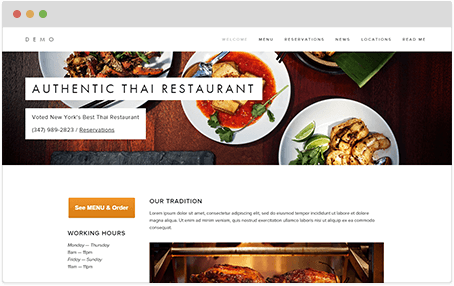 DEMO
WELCOME MENU RESERVATIONS NEWS LOCATIONS READ ME
AUTHENTIC THAI RESTAURANT
Voted New York's Best Thai Restaurant
(347) 989-2823 / Reservations
See MENU & Order
WORKING HOURS
Monday — Thursday
11am — 11pm
Friday — Sunday
11am — 11pm
OUR TRADITION
Lorem ipsum dolor sit amet, consectetur adipiscing elit, sed do eiusmod tempor incididunt ut labore et dolore
magna aliqua. Ut enim ad minim veniam, quis nostrud exercitation ullamco laboris nisi ut aliquip ex ea commodo
consequat.